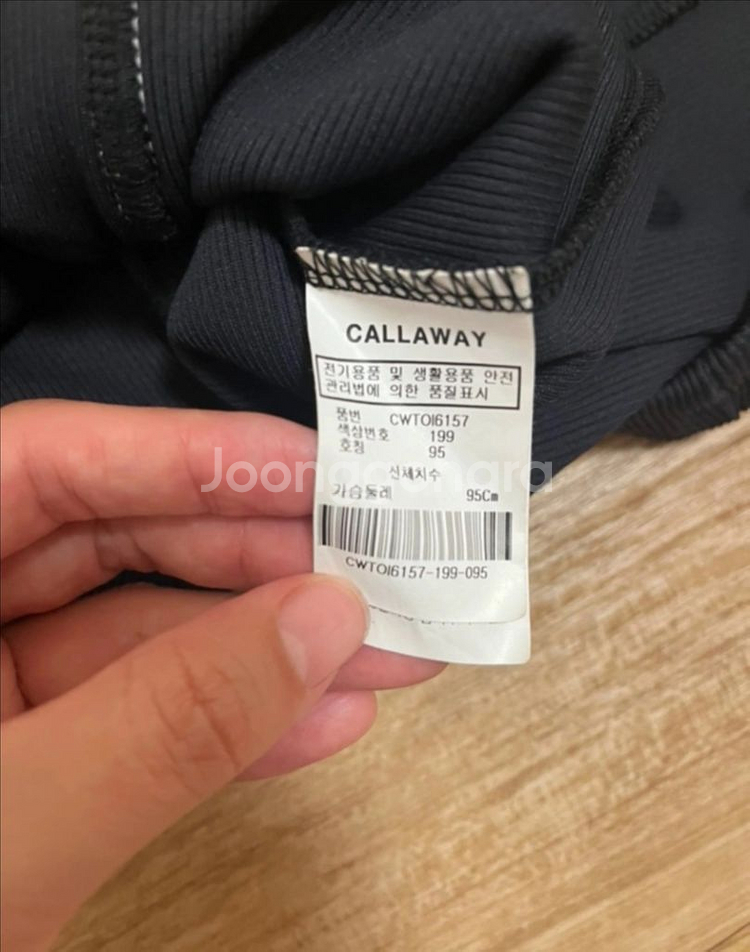 CALLAWAY
전기용품 및 생활용품 안전
관리법에 의한 품질표시
품번 CWTOI6157
색상번호 199
호칭 95
신체치수
가슴둘레 95Cm
CWTOI6157-199-095
Joonggonara